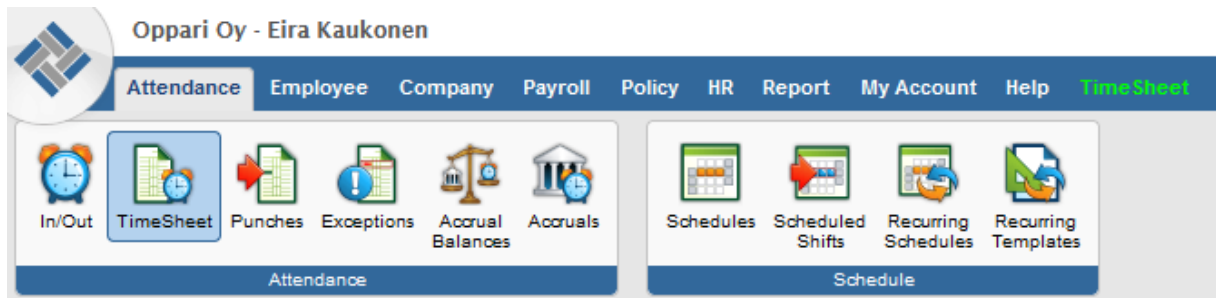 Oppari Oy - Eira Kaukonen
Attendance Employee Company Payroll Policy HR Report My Account Help TimeSheet
In/Out TimeSheet Punches Exceptions Accrual Balances Accruals
Attendance
Schedules Scheduled Shifts Recurring Schedules Recurring Templates
Schedule